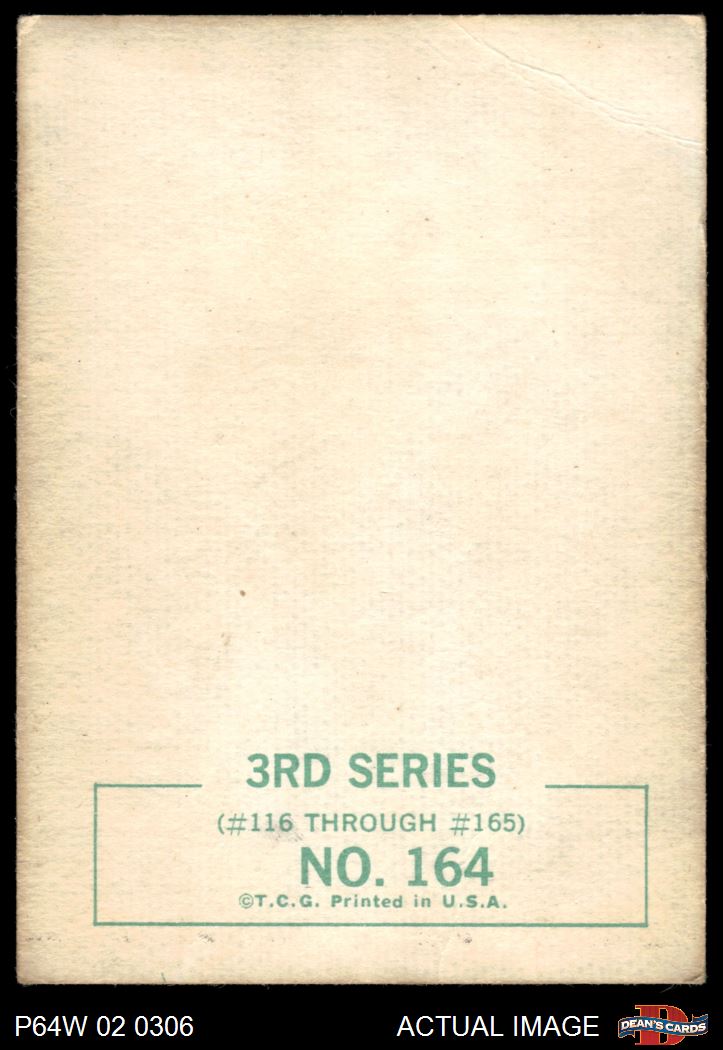 3RD SERIES
(#116 THROUGH #165)
NO. 164
©T.C.G. Printed in U.S.A.
P64W 02 0306
ACTUAL IMAGE
DEAN'S CARDS